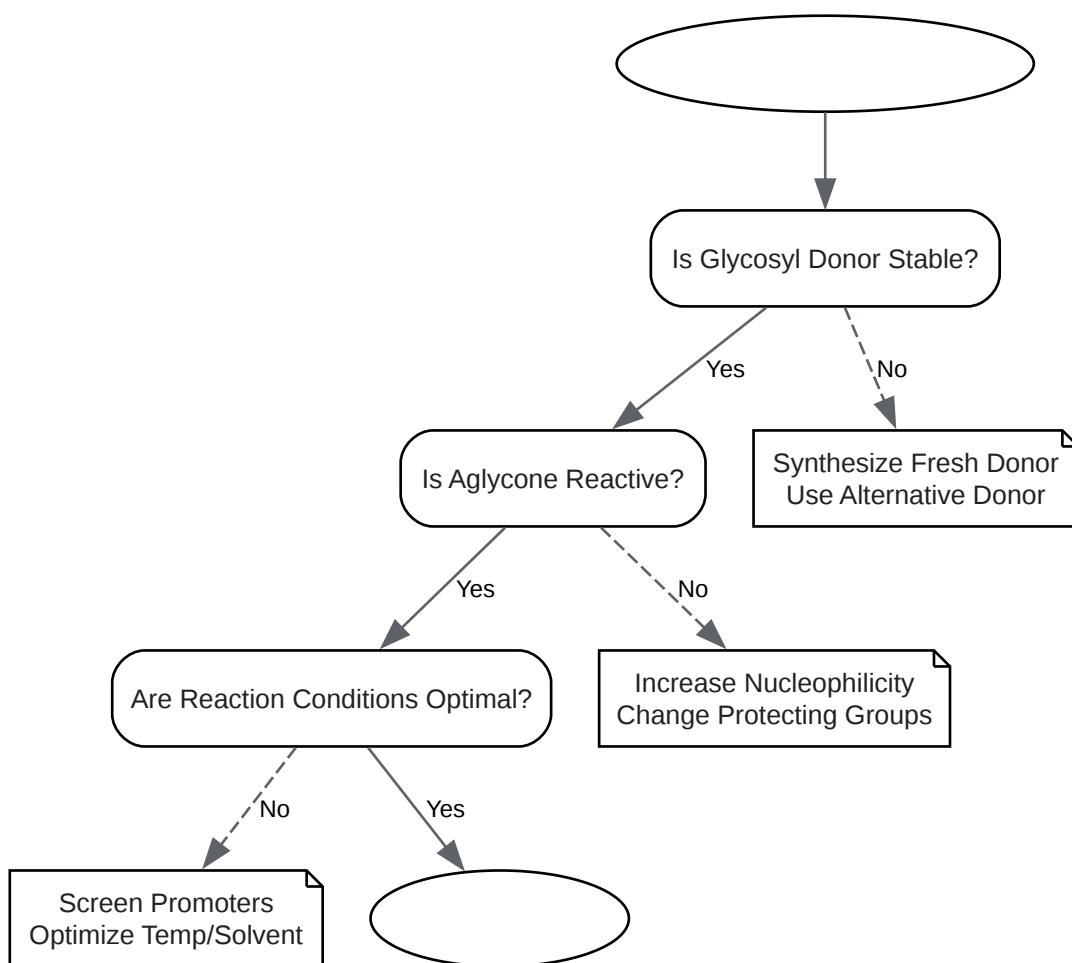 Is Glycosyl Donor Stable?
Yes
No
Is Aglycone Reactive?
Synthesize Fresh Donor
Use Alternative Donor
Yes
No
Are Reaction Conditions Optimal?
Increase Nucleophilicity
Change Protecting Groups
No
Yes
Screen Promoters
Optimize Temp/Solvent